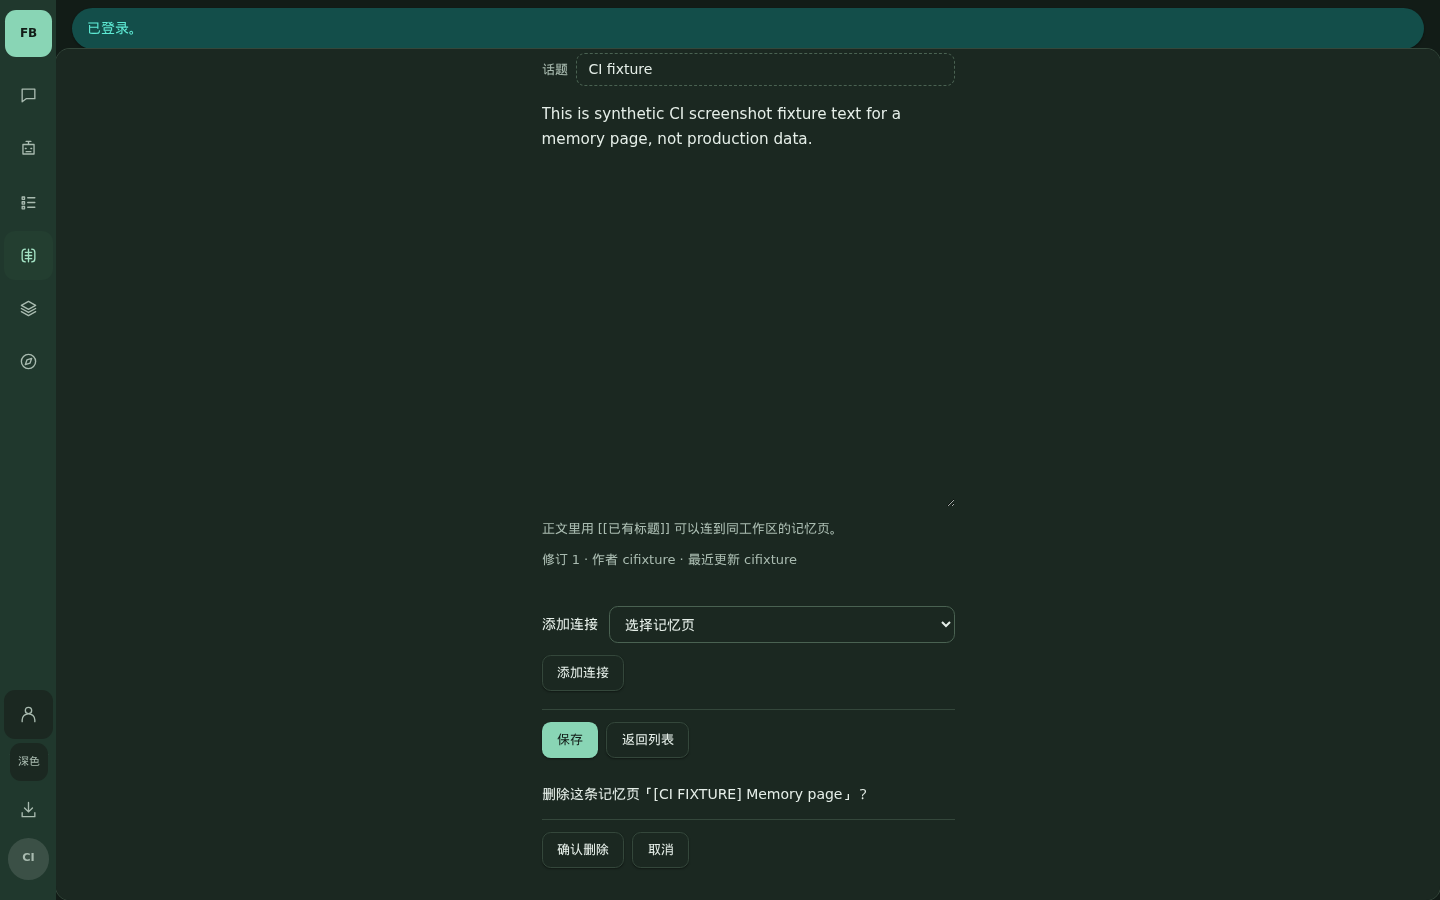 FB
已登录。
话题
CI fixture
This is synthetic CI screenshot fixture text for a
memory page, not production data.
正文里用 [[已有标题]] 可以连到同工作区的记忆页。
修订 1 · 作者 cifixture · 最近更新 cifixture
添加连接
选择记忆页
添加连接
保存
返回列表
深色
删除这条记忆页「[CI FIXTURE] Memory page」？
确认删除
取消
CI